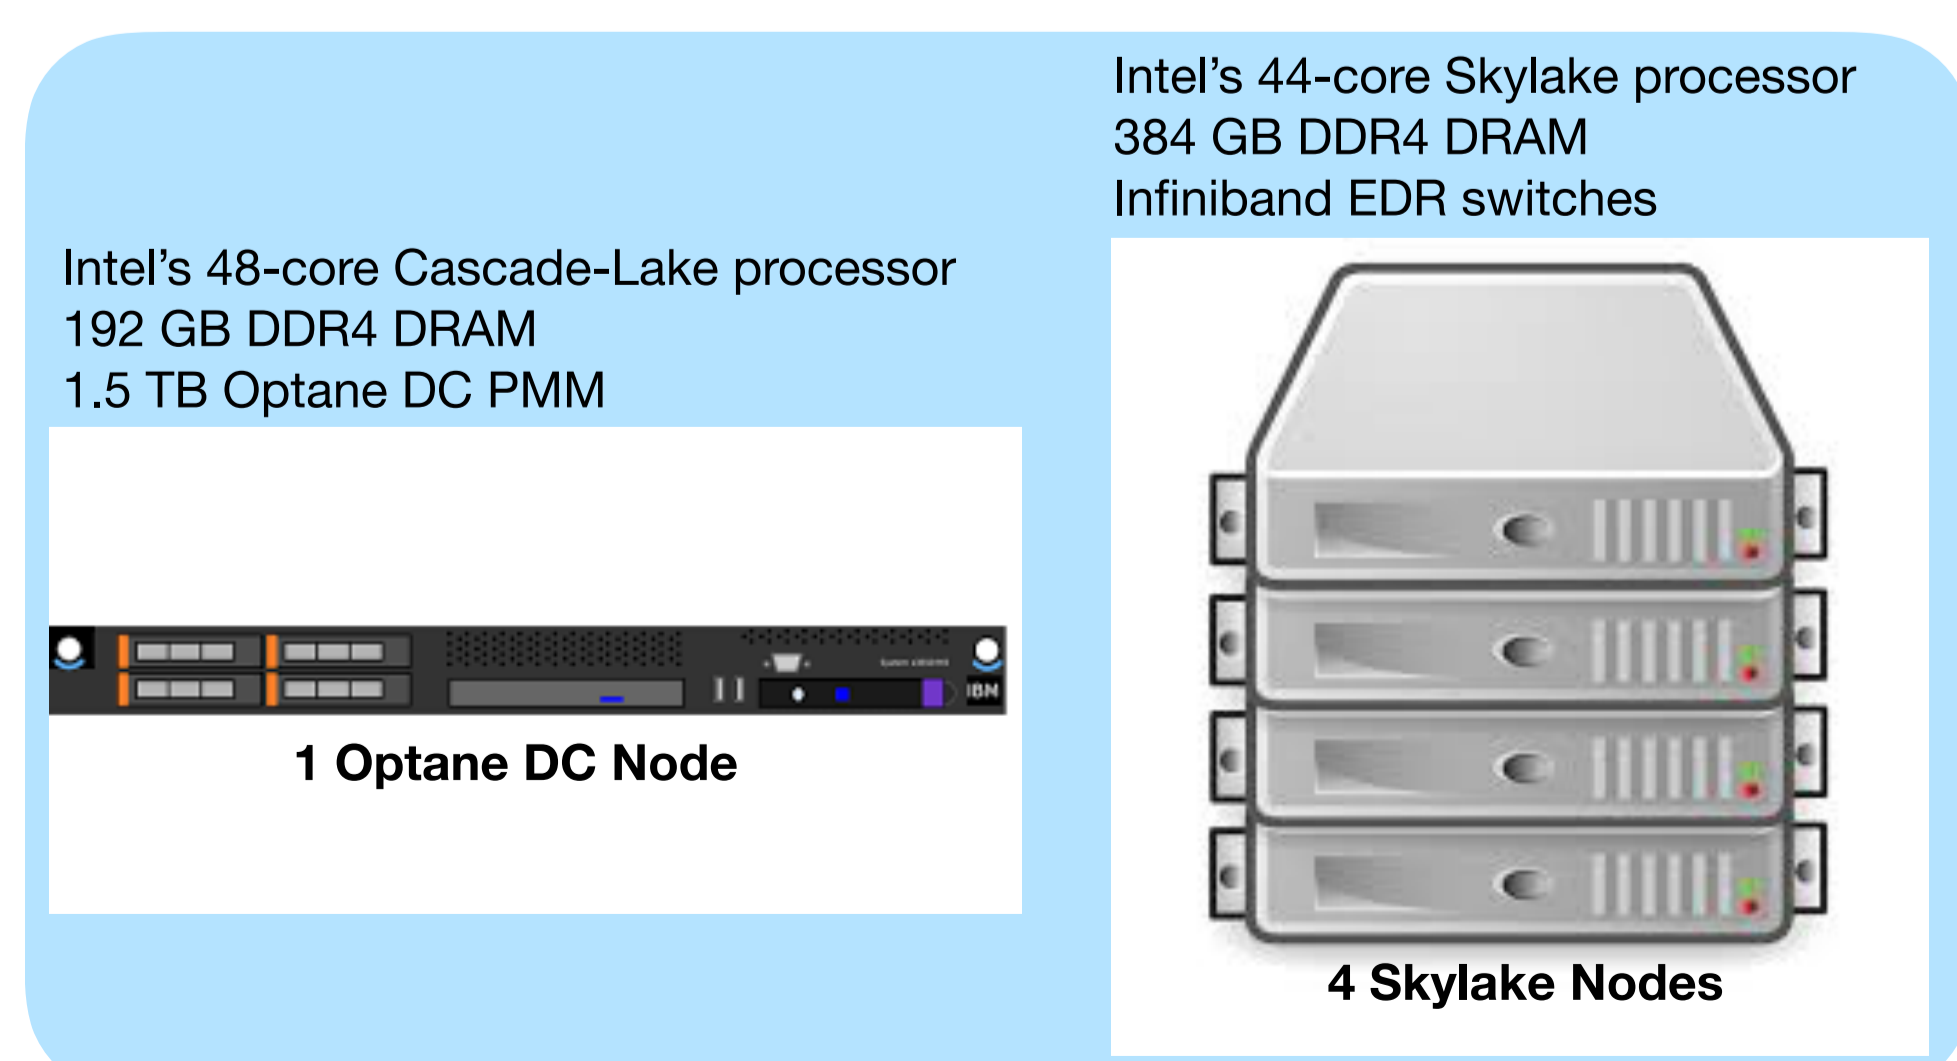 Intel’s 44-core Skylake processor
384 GB DDR4 DRAM
Infiniband EDR switches
Intel’s 48-core Cascade-Lake processor
192 GB DDR4 DRAM
1.5 TB Optane DC PMM
IBM
1 Optane DC Node
4 Skylake Nodes